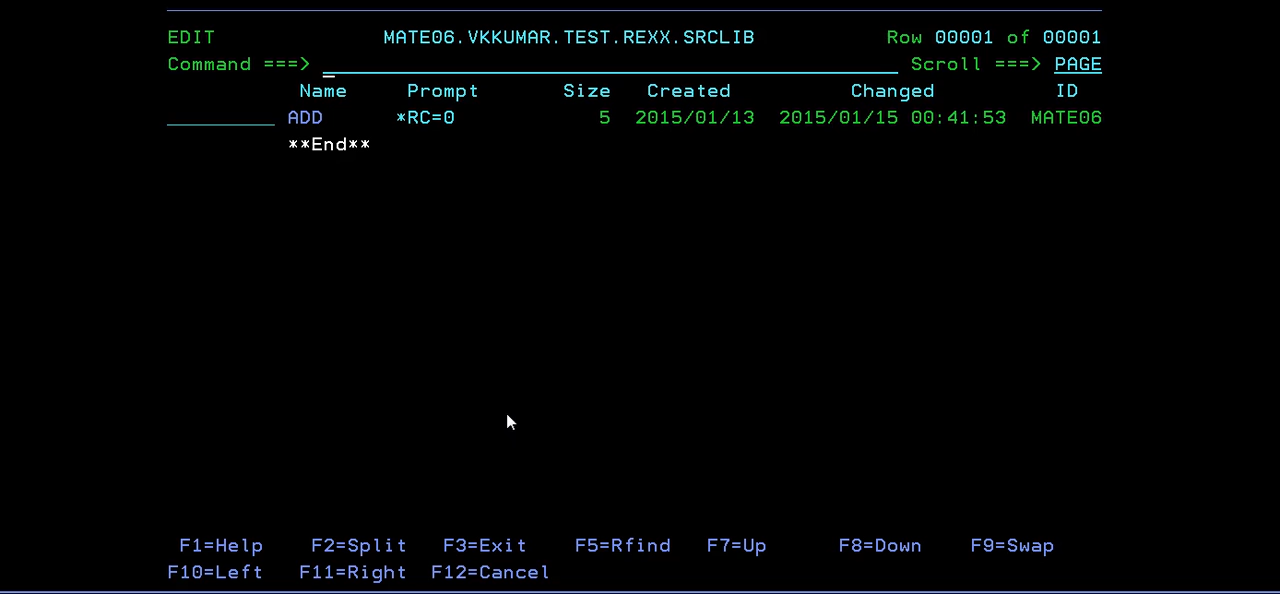 EDIT MATE06.VKKUMAR.TEST.REXX.SRCLIB Row 00001 of 00001
Command ===> Scroll ===> PAGE
Name Prompt Size Created Changed ID
ADD *RC=0 5 2015/01/13 2015/01/15 00:41:53 MATE06
**End**
F1=Help F2=Split F3=Exit F5=Rfind F7=Up F8=Down F9=Swap
F10=Left F11=Right F12=Cancel